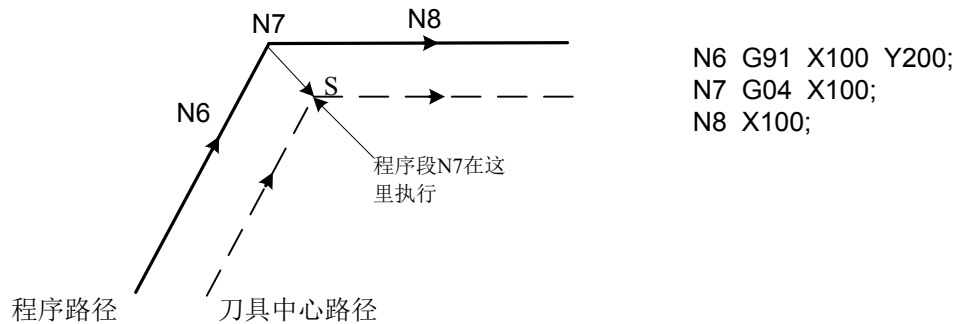 N7
N8
N6 G91 X100 Y200;
N7 G04 X100;
N8 X100;
S
N6
程序段N7在这
里执行
程序路径
刀具中心路径